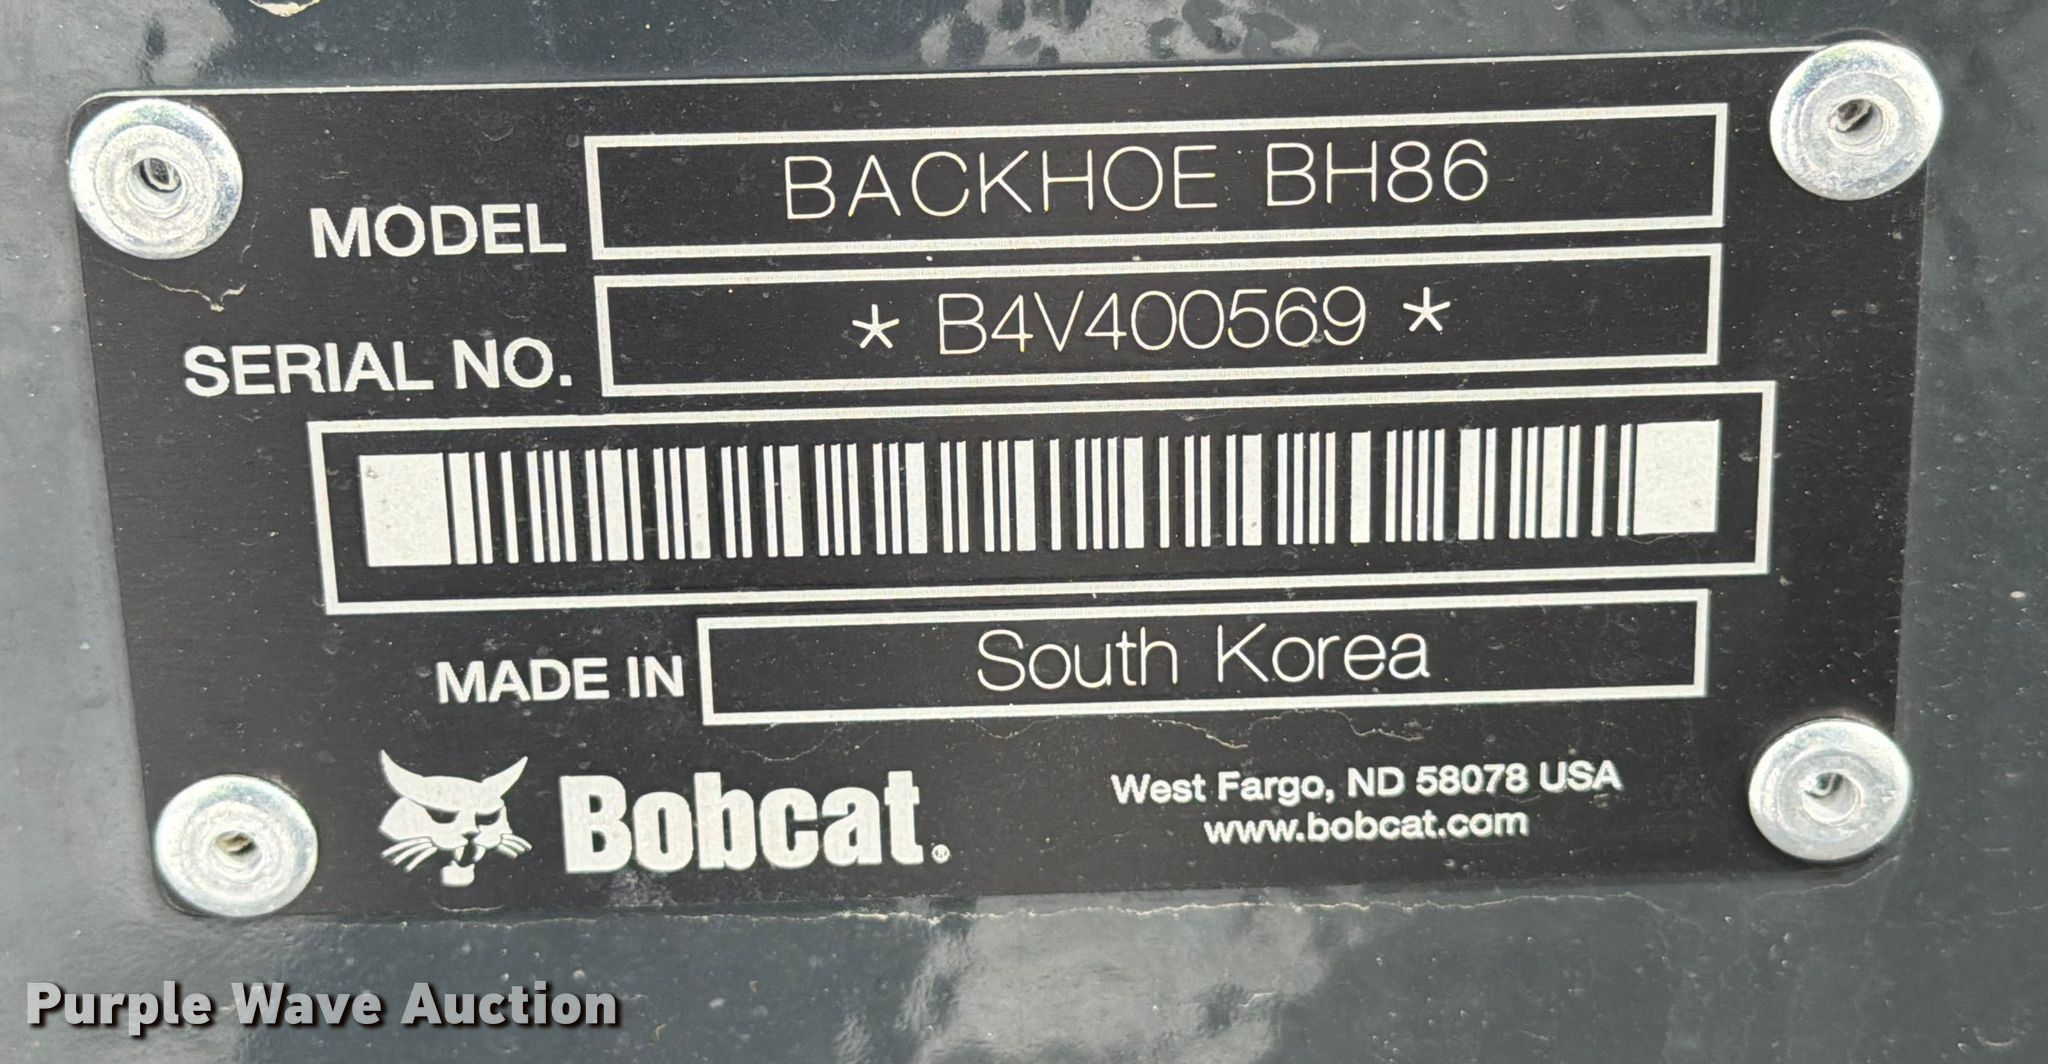 MODEL BACKHOE BH86
SERIAL NO. * B4V400569 *
MADE IN South Korea
Bobcat®
West Fargo, ND 58078 USA
www.bobcat.com
Purple Wave Auction